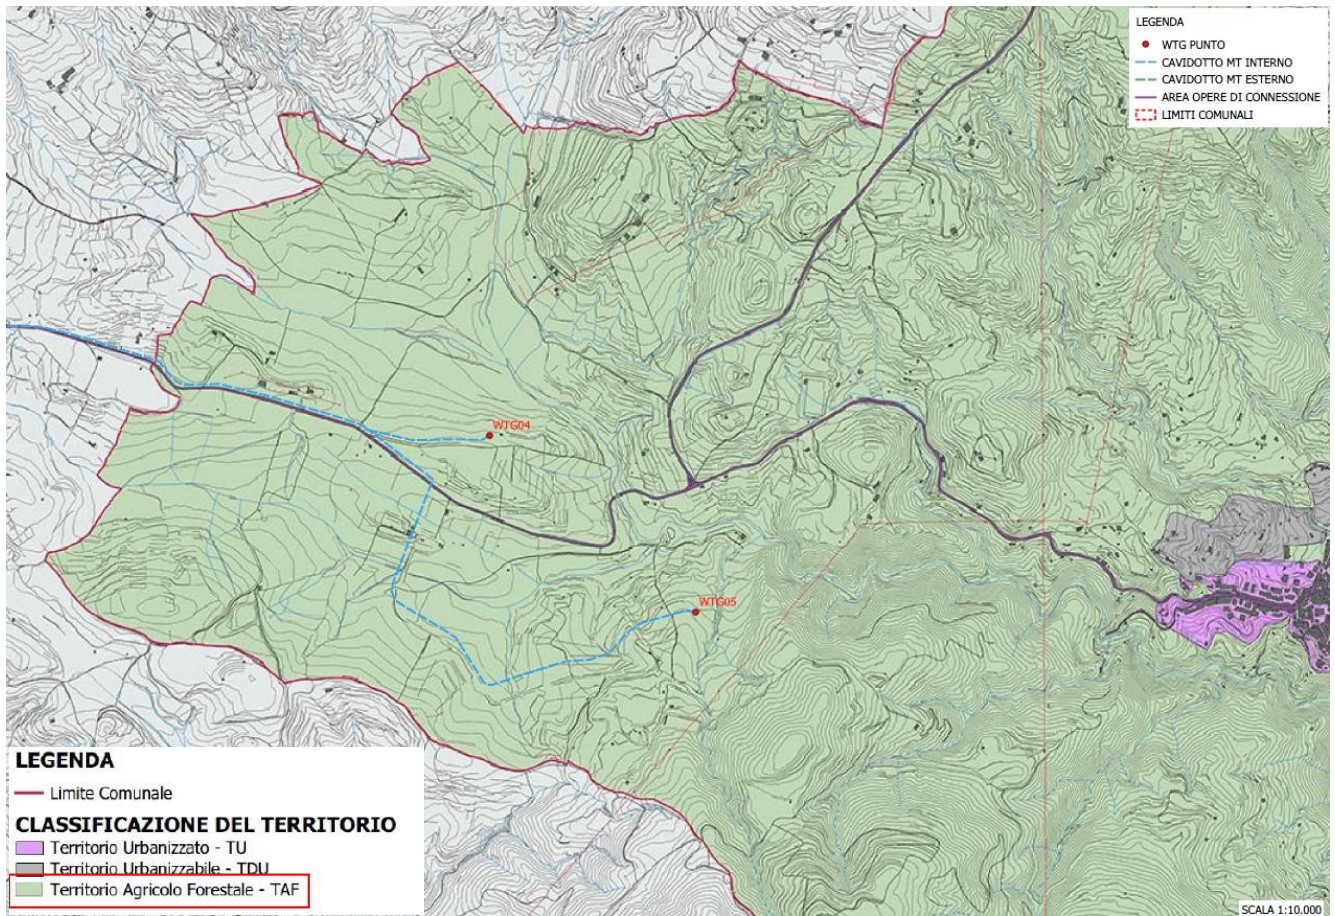 LEGENDA
WTG PUNTO
CAVIDOTTO MT INTERNO
CAVIDOTTO MT ESTERNO
AREA OPERE DI CONNESSIONE
LIMITI COMUNALI
WTG04
WTG05
LEGENDA
Limite Comunale
CLASSIFICAZIONE DEL TERRITORIO
Territorio Urbanizzato - TU
Territorio Urbanizzabile - TDU
Territorio Agricolo Forestale - TAF
SCALA 1:10.000